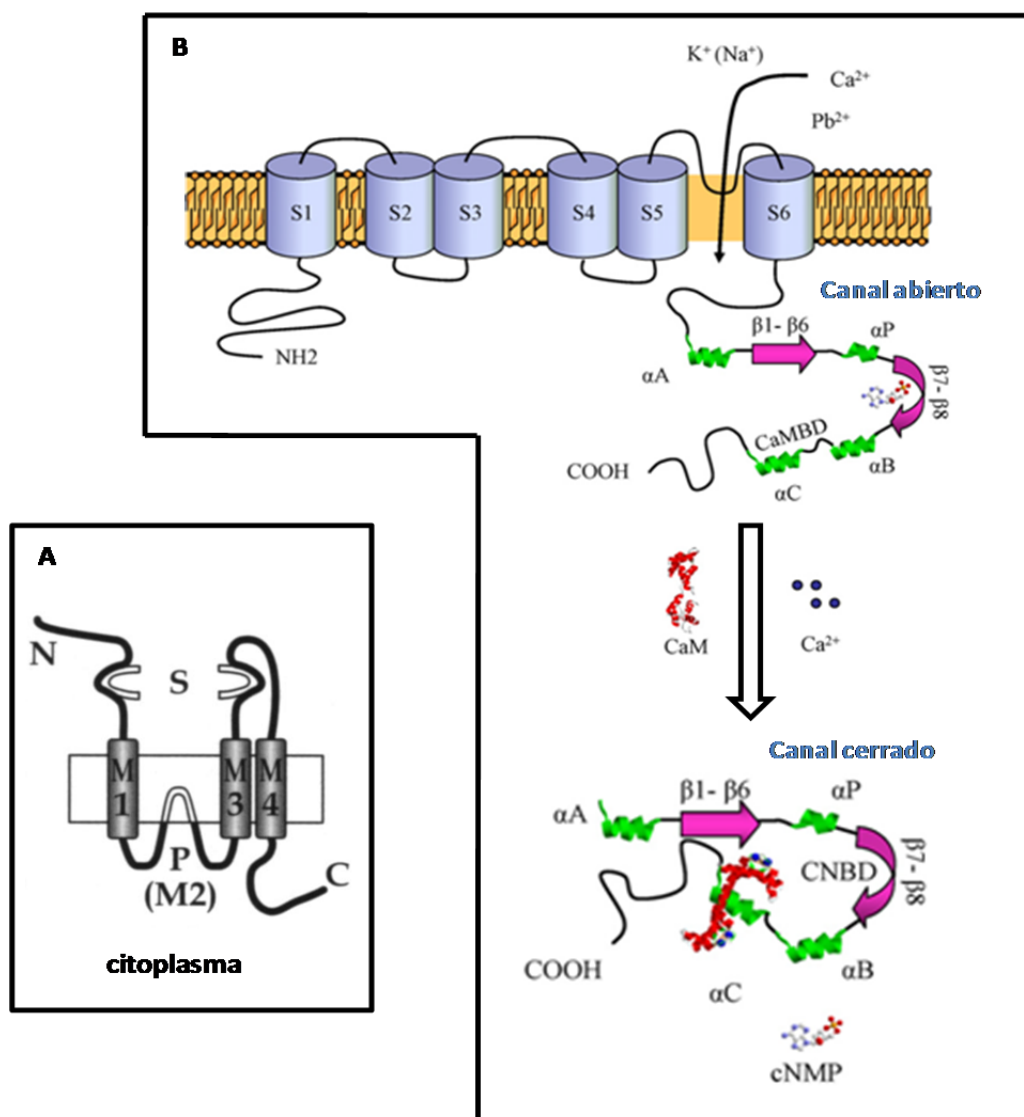 B
K⁺ (Na⁺)
Ca²⁺
Pb²⁺
S1
S2
S3
S4
S5
S6
Canal abierto
NH2
αA
β1- β6
αP
β7- β8
CaMBD
COOH
αC
αB
CaM
Ca²⁺
A
N
S
M
1
M
3
M
4
P
(M2)
C
citoplasma
Canal cerrado
αA
β1- β6
αP
CNBD
β7- β8
COOH
αC
αB
cNMP